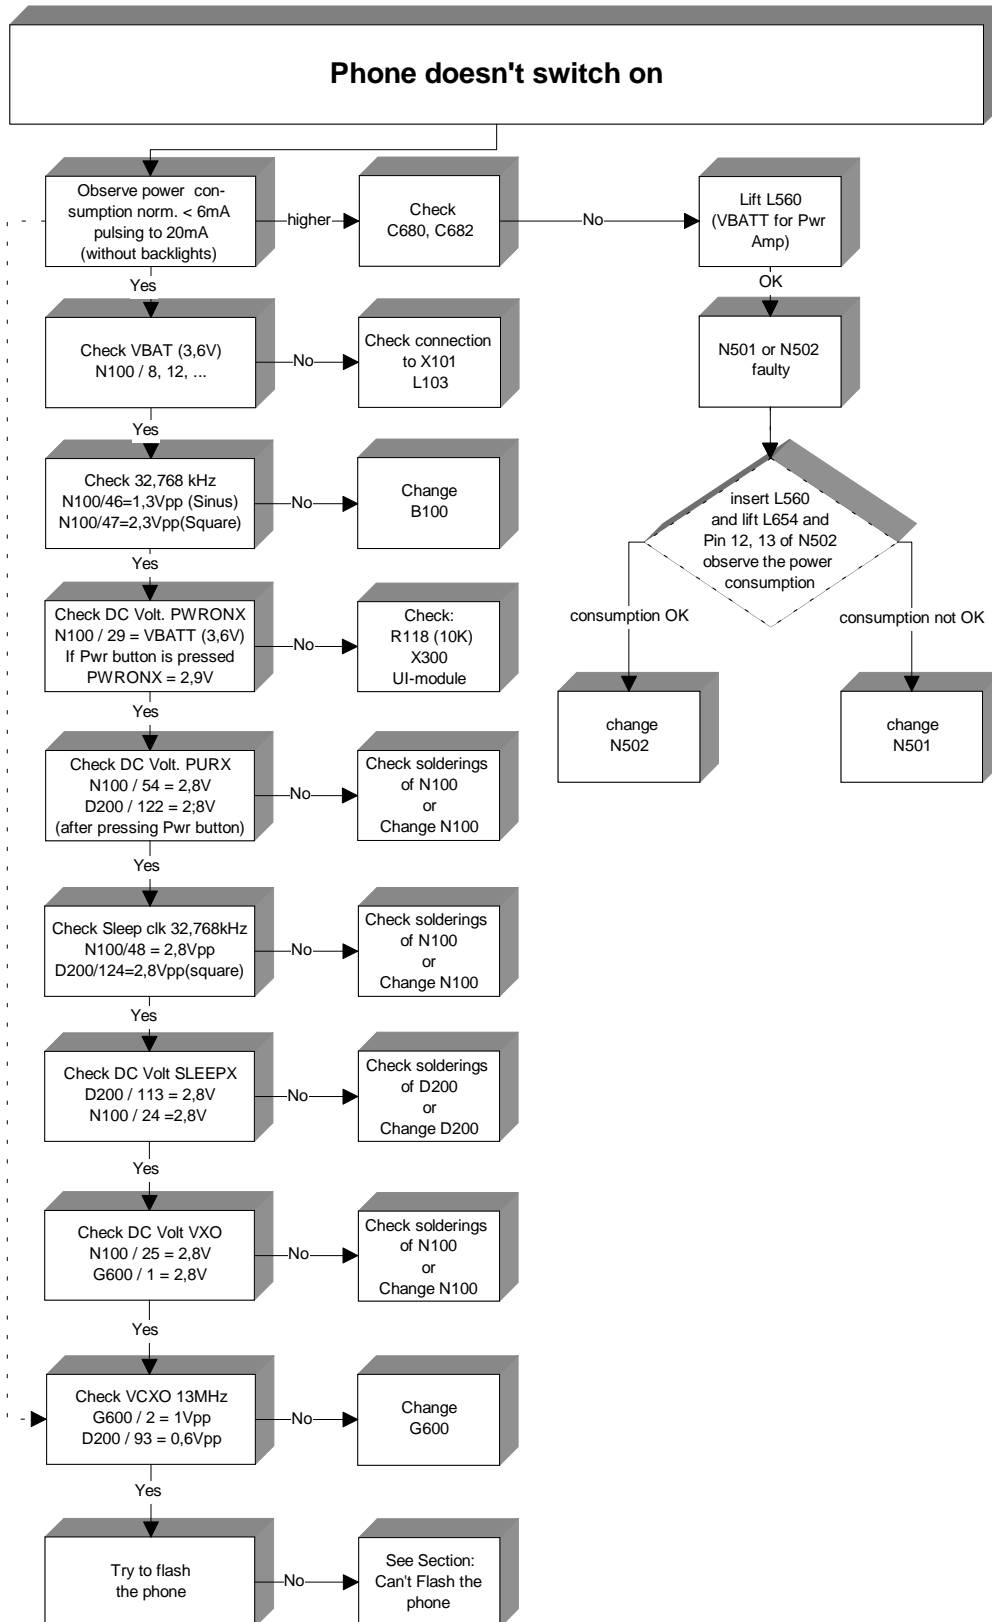 Phone doesn't switch on
Observe power con-
sumption norm. < 6mA
pulsing to 20mA
(without backlights)
higher
Check
C680, C682
No
Lift L560
(VBATT for Pwr
Amp)
Yes
OK
Check VBAT (3,6V)
N100 / 8, 12, ...
No
Check connection
to X101
L103
N501 or N502
faulty
Yes
Check 32,768 kHz
N100/46=1,3Vpp (Sinus)
N100/47=2,3Vpp(Square)
No
Change
B100
insert L560
and lift L654 and
Pin 12, 13 of N502
observe the power
consumption
Yes
consumption OK
consumption not OK
Check DC Volt. PWRONX
N100 / 29 = VBATT (3,6V)
If Pwr button is pressed
PWRONX = 2,9V
No
Check:
R118 (10K)
X300
UI-module
change
N502
change
N501
Yes
Check DC Volt. PURX
N100 / 54 = 2,8V
D200 / 122 = 2;8V
(after pressing Pwr button)
No
Check solderings
of N100
or
Change N100
Yes
Check Sleep clk 32,768kHz
N100/48 = 2,8Vpp
D200/124=2,8Vpp(square)
No
Check solderings
of N100
or
Change N100
Yes
Check DC Volt SLEEPX
D200 / 113 = 2,8V
N100 / 24 =2,8V
No
Check solderings
of D200
or
Change D200
Yes
Check DC Volt VXO
N100 / 25 = 2,8V
G600 / 1 = 2,8V
No
Check solderings
of N100
or
Change N100
Yes
Check VCXO 13MHz
G600 / 2 = 1Vpp
D200 / 93 = 0,6Vpp
No
Change
G600
Yes
Try to flash
the phone
No
See Section:
Can't Flash the
phone